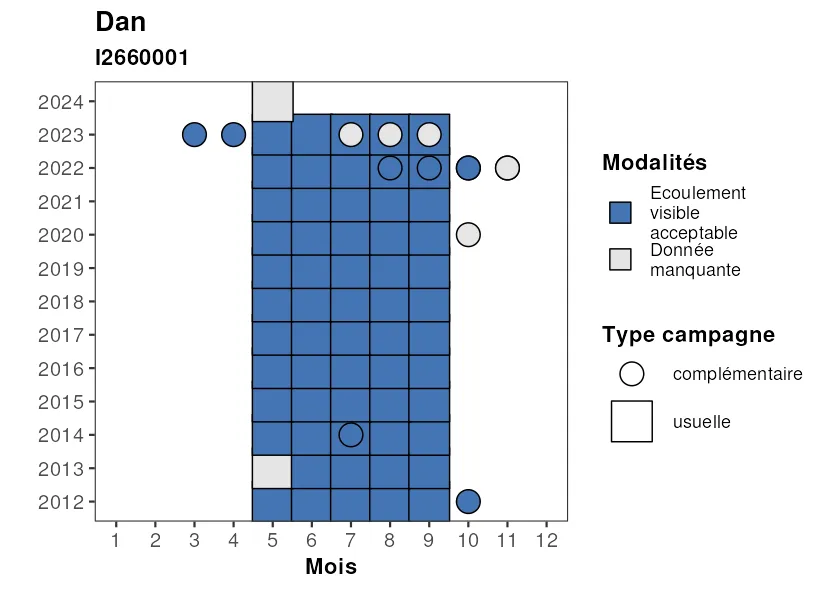 Dan
I2660001
2024
2023
2022
2021
2020
2019
2018
2017
2016
2015
2014
2013
2012
1 2 3 4 5 6 7 8 9 10 11 12
Mois
Modalités
Ecoulement
visible
acceptable
Donnée
manquante
Type campagne
complémentaire
usuelle